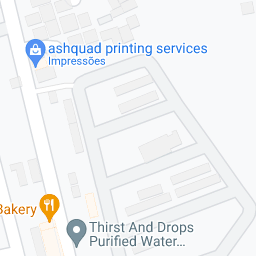 ashquad printing services
Impressões
Bakery
Thirst And Drops
Purified Water...